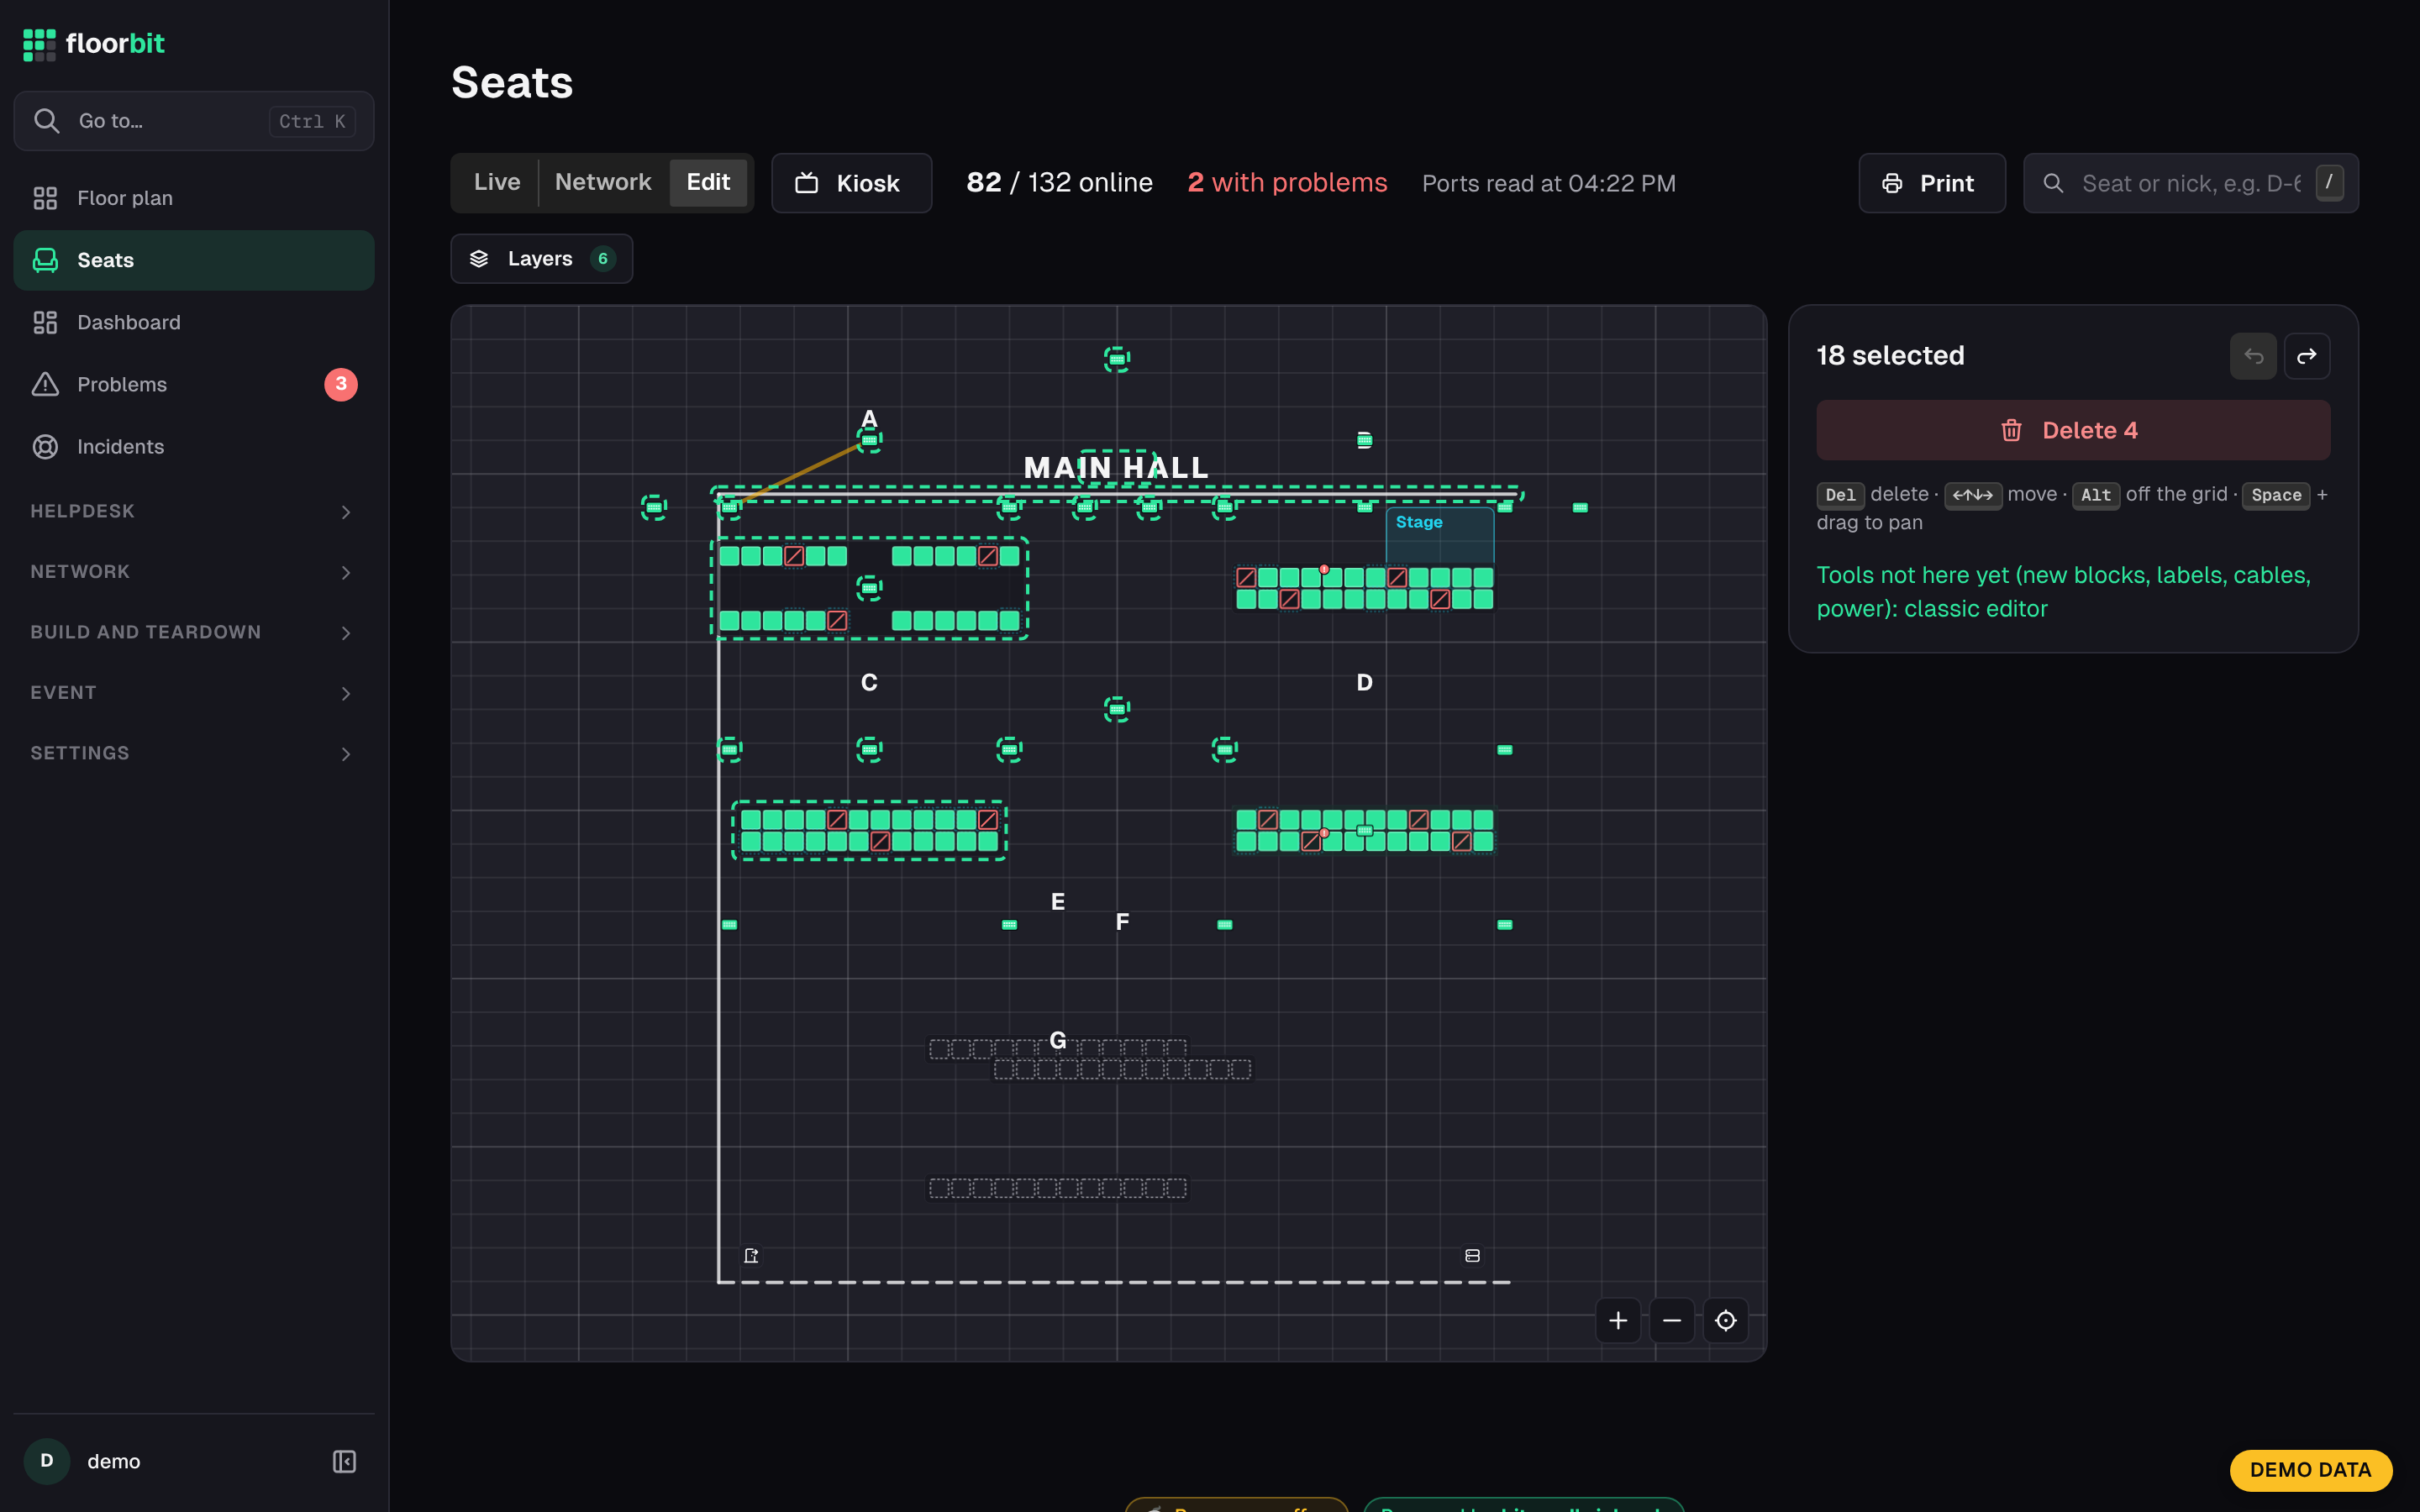 floorbit
Go to...
Ctrl K
Floor plan
Seats
Dashboard
Problems
3
Incidents
HELPDESK
NETWORK
BUILD AND TEARDOWN
EVENT
SETTINGS
D
demo
Seats
Live
Network
Edit
Kiosk
82 / 132 online
2 with problems
Ports read at 04:22 PM
Print
Seat or nick, e.g. D-6
/
Layers
6
A
MAIN HALL
Stage
C
D
E
F
G
18 selected
Delete 4
Del delete · ←↑↓→ move · Alt off the grid · Space +
drag to pan
Tools not here yet (new blocks, labels, cables,
power): classic editor
DEMO DATA